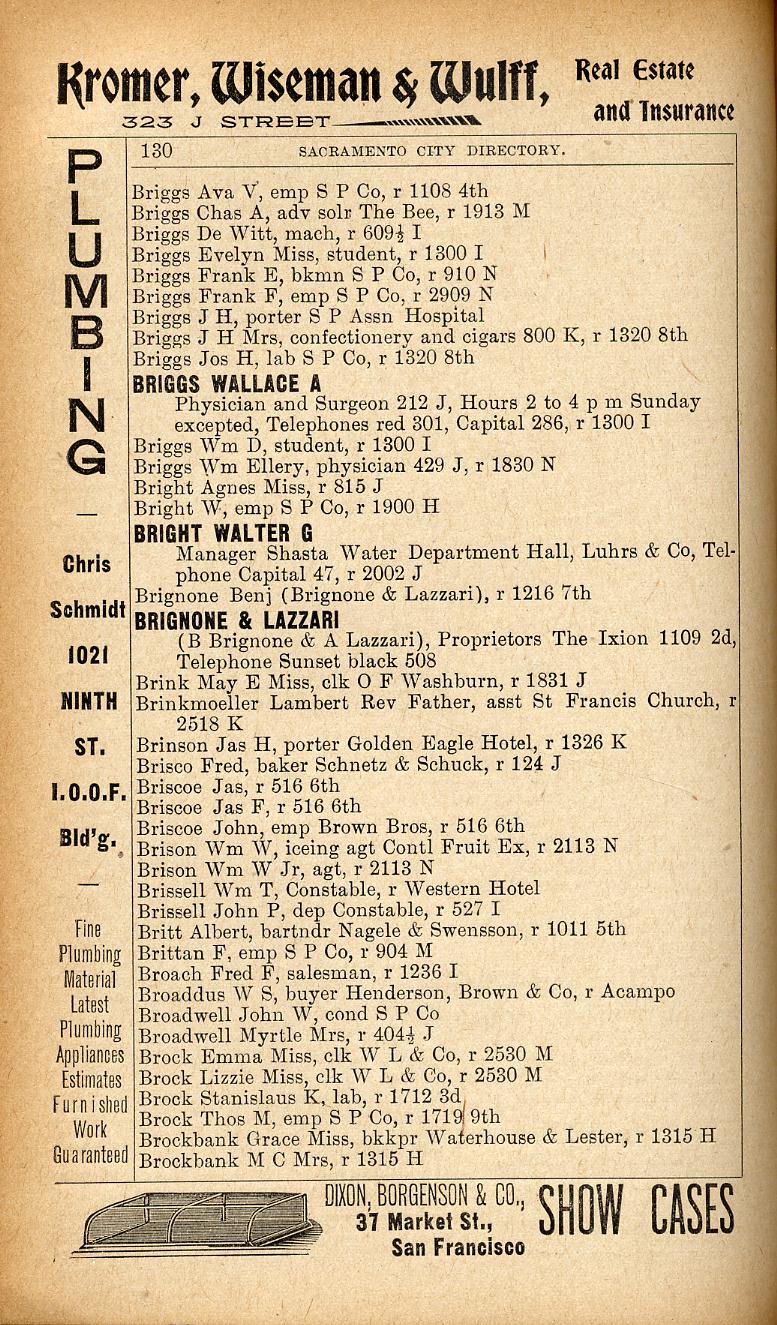 Kromer, Wiseman & Wulff,
323 J STREET
Real Estate
and Insurance
PLUMBING
—
Chris
Schmidt
1021
NINTH
ST.
I.O.O.F.
Bld'g.
—
Fine
Plumbing
Material
Latest
Plumbing
Appliances
Estimates
Furnished
Work
Guaranteed
130 SACRAMENTO CITY DIRECTORY.
Briggs Ava V, emp S P Co, r 1108 4th
Briggs Chas A, adv solr The Bee, r 1913 M
Briggs De Witt, mach, r 609½ I
Briggs Evelyn Miss, student, r 1300 I
Briggs Frank E, bkmn S P Co, r 910 N
Briggs Frank F, emp S P Co, r 2909 N
Briggs J H, porter S P Assn Hospital
Briggs J H Mrs, confectionery and cigars 800 K, r 1320 8th
Briggs Jos H, lab S P Co, r 1320 8th
BRIGGS WALLACE A
Physician and Surgeon 212 J, Hours 2 to 4 p m Sunday
excepted, Telephones red 301, Capital 286, r 1300 I
Briggs Wm D, student, r 1300 I
Briggs Wm Ellery, physician 429 J, r 1830 N
Bright Agnes Miss, r 815 J
Bright W, emp S P Co, r 1900 H
BRIGHT WALTER G
Manager Shasta Water Department Hall, Luhrs & Co, Tel-
phone Capital 47, r 2002 J
Brignone Benj (Brignone & Lazzari), r 1216 7th
BRIGNONE & LAZZARI
(B Brignone & A Lazzari), Proprietors The Ixion 1109 2d,
Telephone Sunset black 508
Brink May E Miss, clk O F Washburn, r 1831 J
Brinkmoeller Lambert Rev Father, asst St Francis Church, r
2518 K
Brinson Jas H, porter Golden Eagle Hotel, r 1326 K
Brisco Fred, baker Schnetz & Schuck, r 124 J
Briscoe Jas, r 516 6th
Briscoe Jas F, r 516 6th
Briscoe John, emp Brown Bros, r 516 6th
Brison Wm W, iceing agt Contl Fruit Ex, r 2113 N
Brison Wm W Jr, agt, r 2113 N
Brissell Wm T, Constable, r Western Hotel
Brissell John P, dep Constable, r 527 I
Britt Albert, bartndr Nagele & Swensson, r 1011 5th
Brittan F, emp S P Co, r 904 M
Broach Fred F, salesman, r 1236 I
Broaddus W S, buyer Henderson, Brown & Co, r Acampo
Broadwell John W, cond S P Co
Broadwell Myrtle Mrs, r 404½ J
Brock Emma Miss, clk W L & Co, r 2530 M
Brock Lizzie Miss, clk W L & Co, r 2530 M
Brock Stanislaus K, lab, r 1712 3d
Brock Thos M, emp S P Co, r 1719 9th
Brockbank Grace Miss, bkkpr Waterhouse & Lester, r 1315 H
Brockbank M C Mrs, r 1315 H
DIXON, BORGENSON & CO.,
37 Market St.,
San Francisco
SHOW CASES